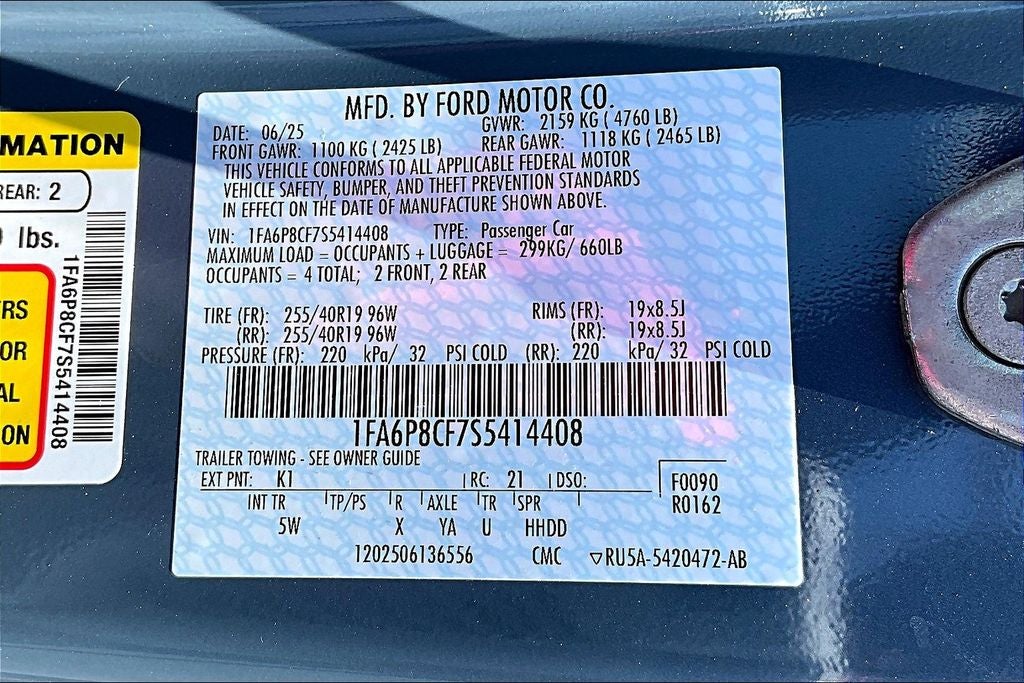 MATION
REAR: 2
lbs.
ERS
OR
AL
ON
1FA6P8CF7S5414408
MFD. BY FORD MOTOR CO.
DATE: 06/25 GVWR: 2159 KG ( 4760 LB)
FRONT GAWR: 1100 KG ( 2425 LB) REAR GAWR: 1118 KG ( 2465 LB)
THIS VEHICLE CONFORMS TO ALL APPLICABLE FEDERAL MOTOR
VEHICLE SAFETY, BUMPER, AND THEFT PREVENTION STANDARDS
IN EFFECT ON THE DATE OF MANUFACTURE SHOWN ABOVE.
VIN: 1FA6P8CF7S5414408 TYPE: Passenger Car
MAXIMUM LOAD = OCCUPANTS + LUGGAGE = 299KG/ 660LB
OCCUPANTS = 4 TOTAL; 2 FRONT, 2 REAR
TIRE (FR): 255/40R19 96W RIMS (FR): 19x8.5J
(RR): 255/40R19 96W (RR): 19x8.5J
PRESSURE (FR): 220 kPa/ 32 PSI COLD (RR): 220 kPa/ 32 PSI COLD
1FA6P8CF7S5414408
TRAILER TOWING - SEE OWNER GUIDE
EXT PNT: K1 RC: 21 DSO: F0090
INT TR TP/PS R AXLE TR SPR R0162
5W X YA U HHDD
1202506136556 CMC ▽RU5A-5420472-AB